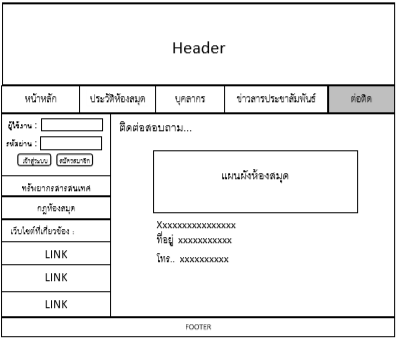 Header
หน้าหลัก ประวัติห้องสมุด บุคลากร ข่าวสารประชาสัมพันธ์ ต่อติด
ผู้ใช้งาน :
รหัสผ่าน :
เข้าสู่ระบบ สมัครสมาชิก
ทรัพยากรสารสนเทศ
กฎห้องสมุด
เว็บไซต์ที่เกี่ยวข้อง :
LINK
LINK
LINK
ติดต่อสอบถาม...
แผนผังห้องสมุด
Xxxxxxxxxxxxxxx
ที่อยู่ xxxxxxxxxxx
โทร.. xxxxxxxxxx
FOOTER